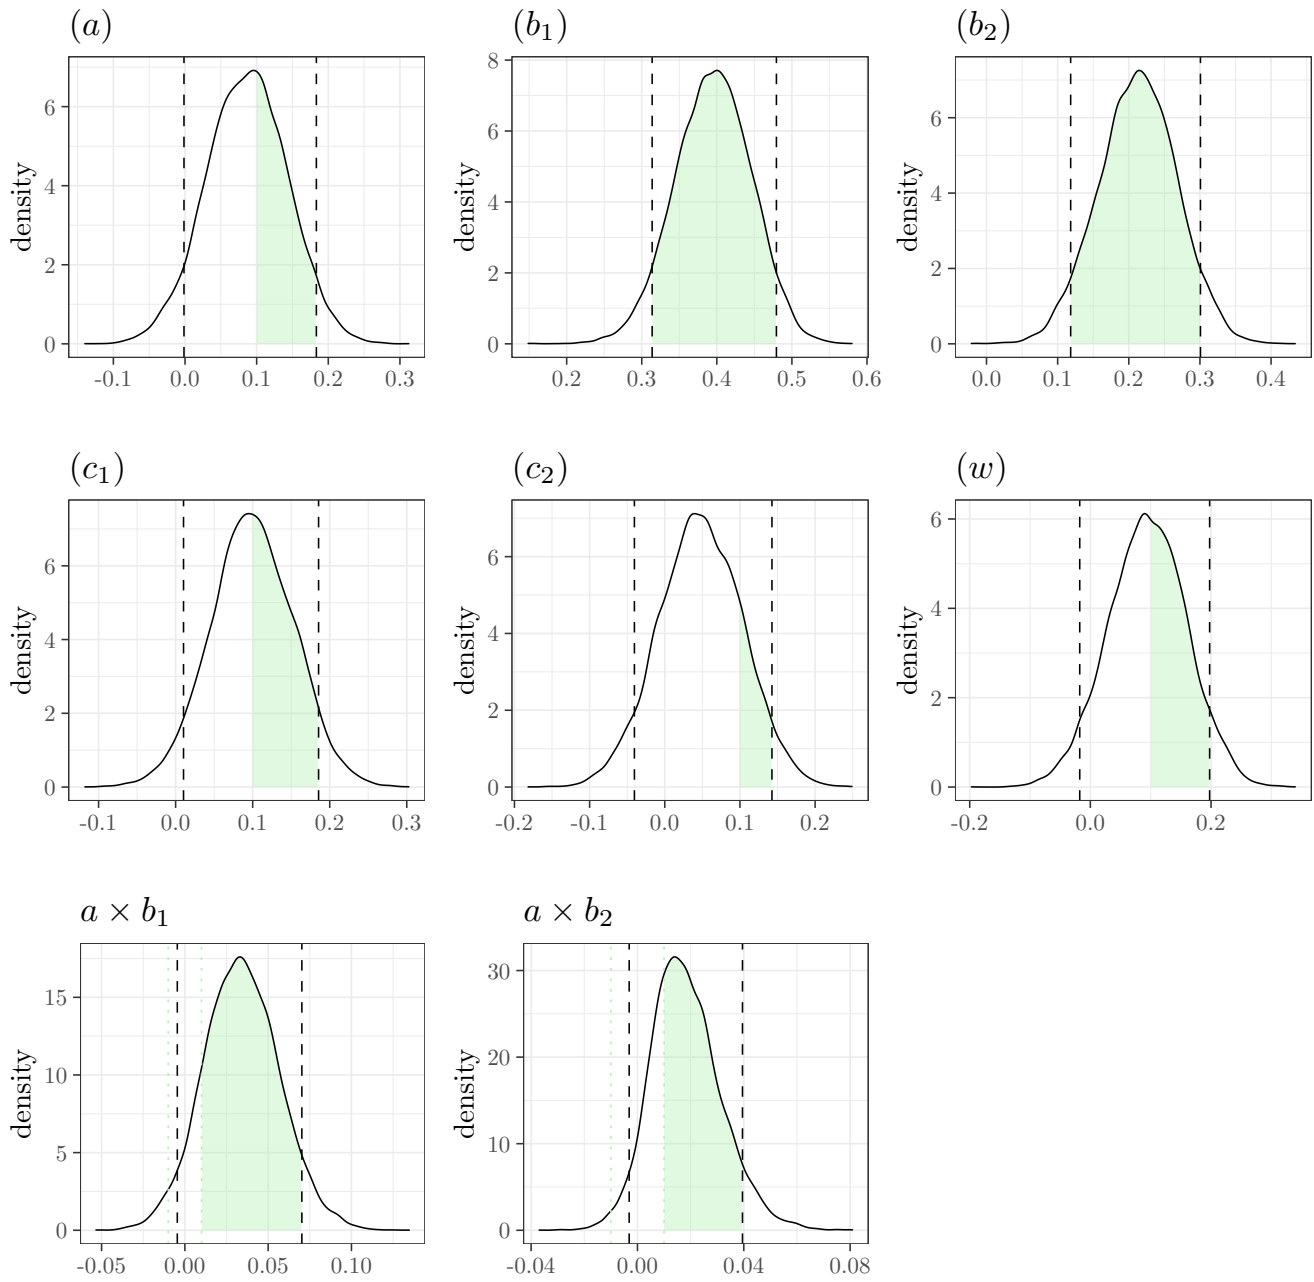 (a)
density
6
4
2
0
-0.1 0.0 0.1 0.2 0.3
(b₁)
density
8
6
4
2
0
0.2 0.3 0.4 0.5 0.6
(b₂)
density
6
4
2
0
0.0 0.1 0.2 0.3 0.4
(c₁)
density
6
4
2
0
-0.1 0.0 0.1 0.2 0.3
(c₂)
density
6
4
2
0
-0.2 -0.1 0.0 0.1 0.2
(w)
density
6
4
2
0
-0.2 0.0 0.2
a × b₁
density
15
10
5
0
-0.05 0.00 0.05 0.10
a × b₂
density
30
20
10
0
-0.04 0.00 0.04 0.08